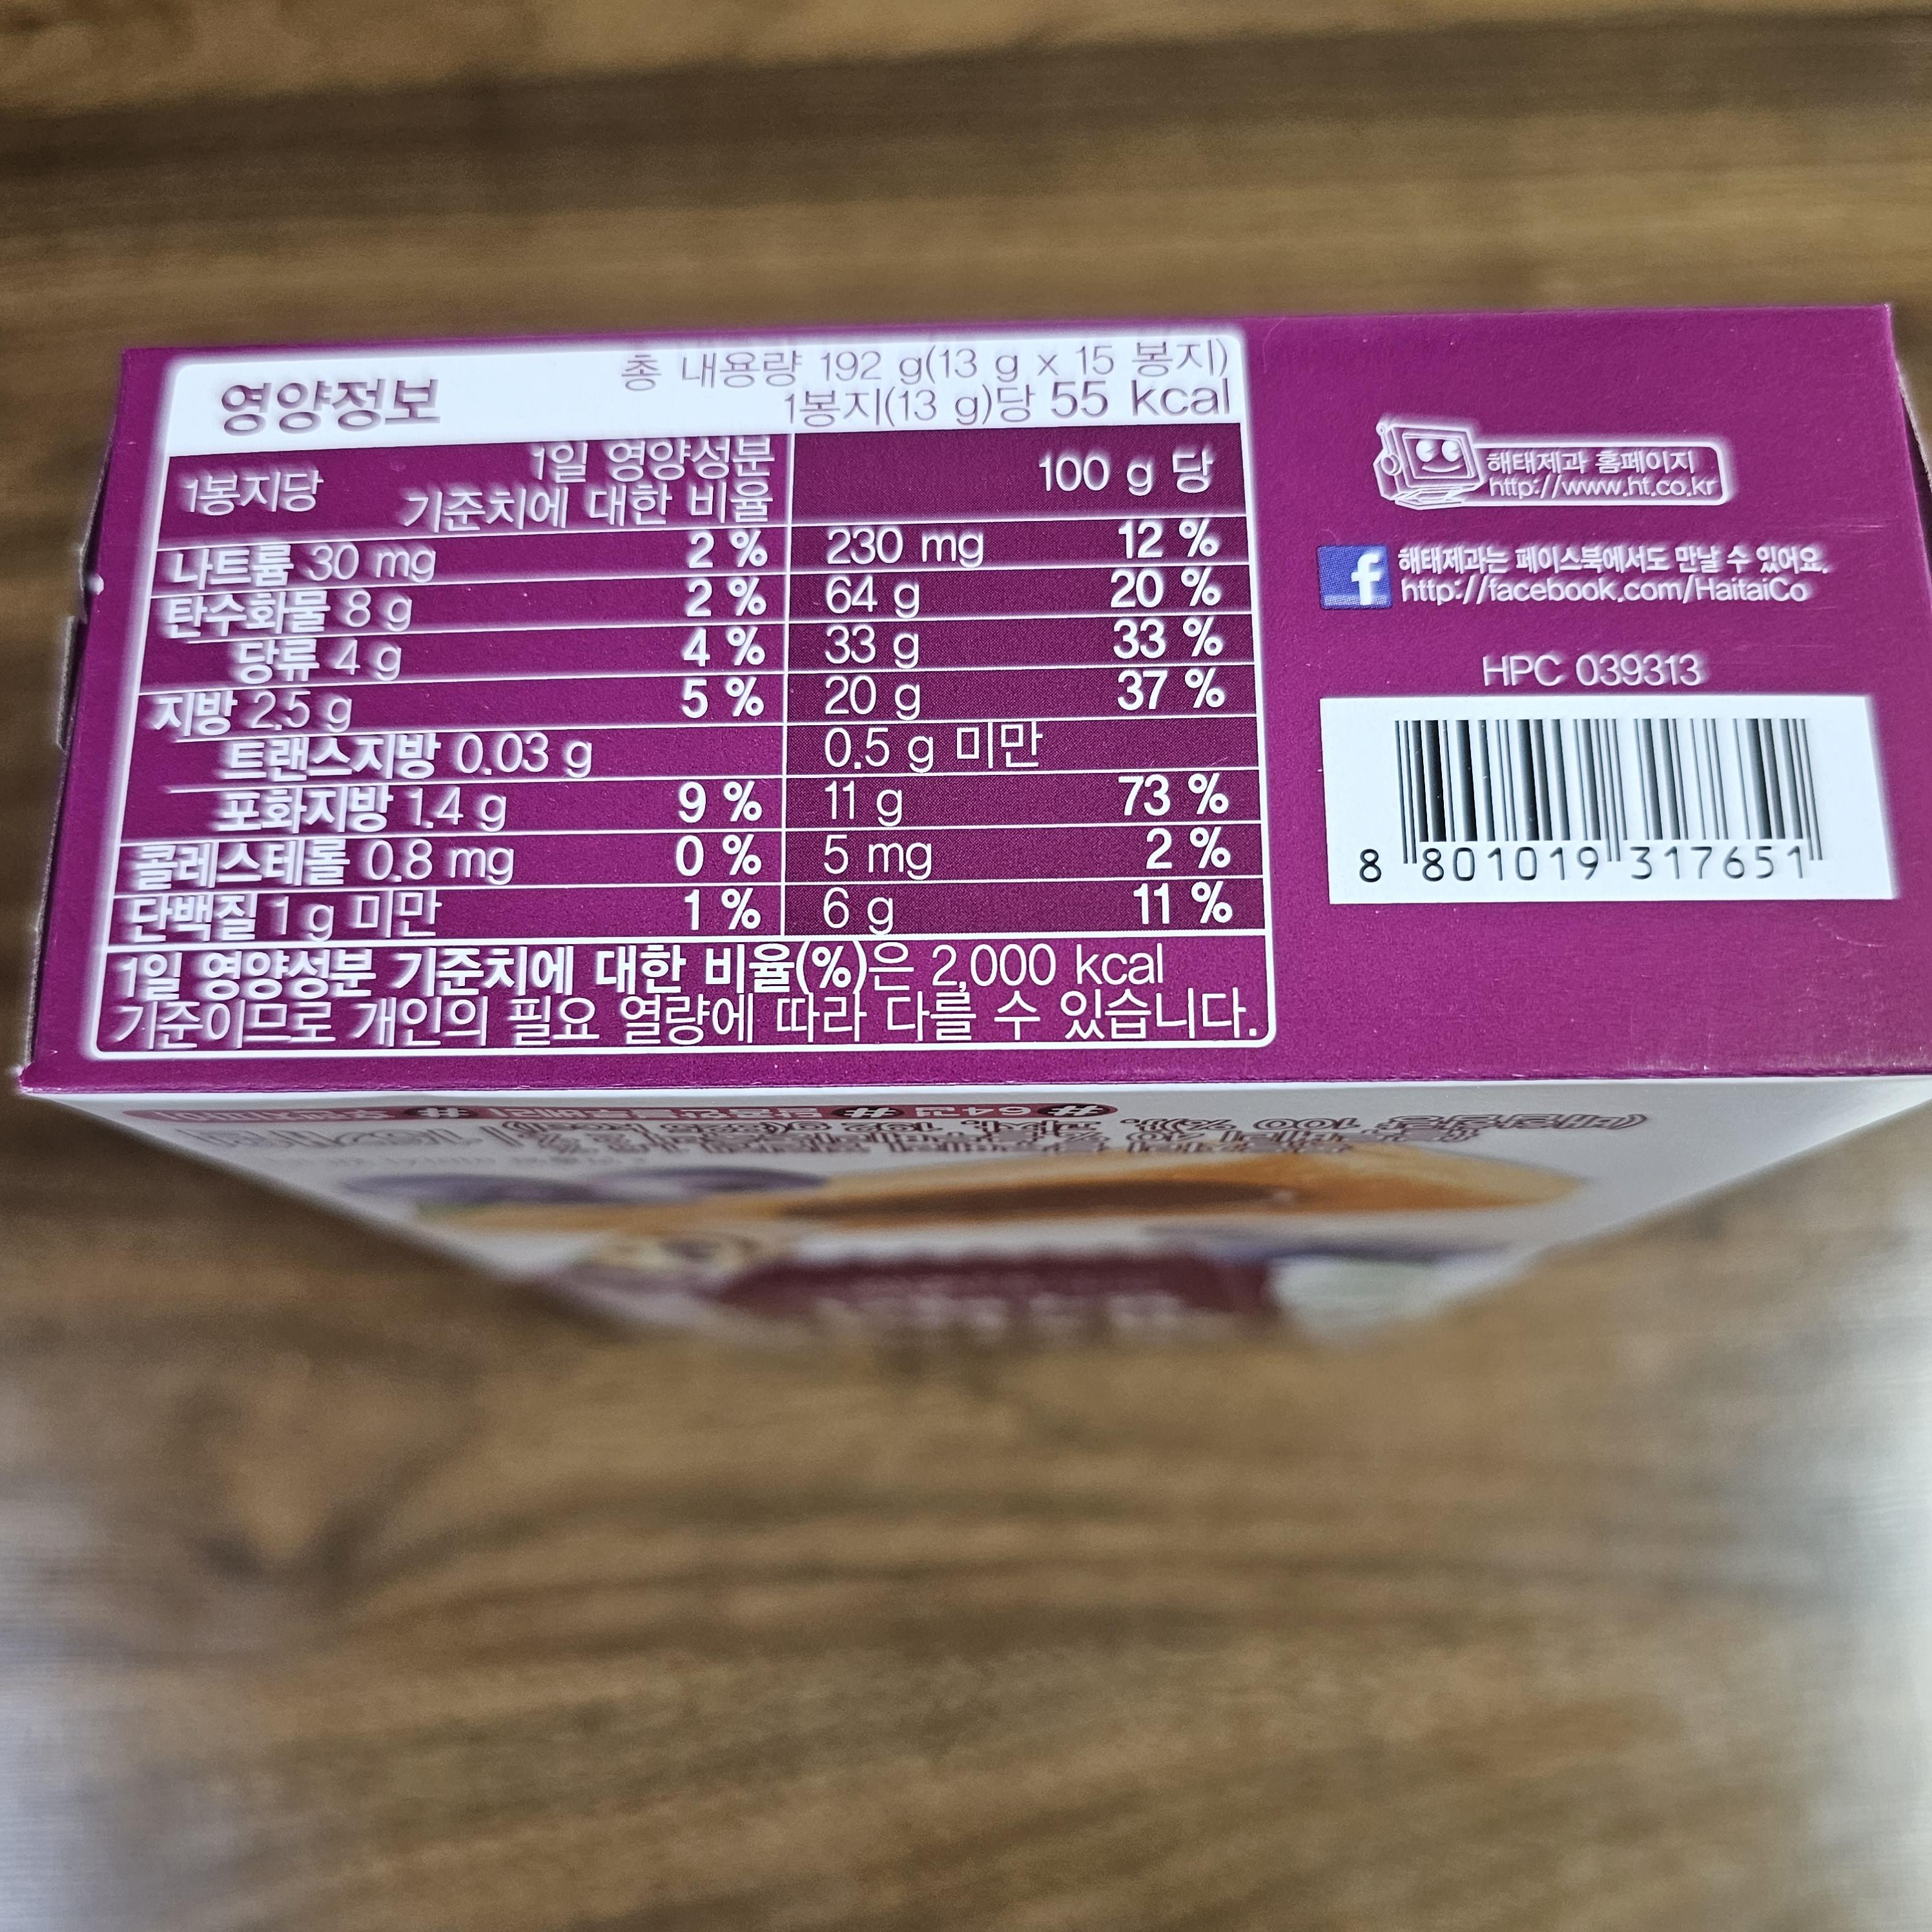 영양정보
총 내용량 192 g(13 g x 15 봉지)
1봉지(13 g)당 55 kcal
1봉지당 1일 영양성분 기준치에 대한 비율 100 g 당
나트륨 30 mg 2 % 230 mg 12 %
탄수화물 8 g 2 % 64 g 20 %
당류 4 g 4 % 33 g 33 %
지방 2.5 g 5 % 20 g 37 %
트랜스지방 0.03 g 0.5 g 미만
포화지방 1.4 g 9 % 11 g 73 %
콜레스테롤 0.8 mg 0 % 5 mg 2 %
단백질 1 g 미만 1 % 6 g 11 %
1일 영양성분 기준치에 대한 비율(%)은 2,000 kcal
기준이므로 개인의 필요 열량에 따라 다를 수 있습니다.
해태제과 홈페이지
http://www.ht.co.kr
f 해태제과는 페이스북에서도 만날 수 있어요.
http://facebook.com/HaitaiCo
HPC 039313
8 801019 317651